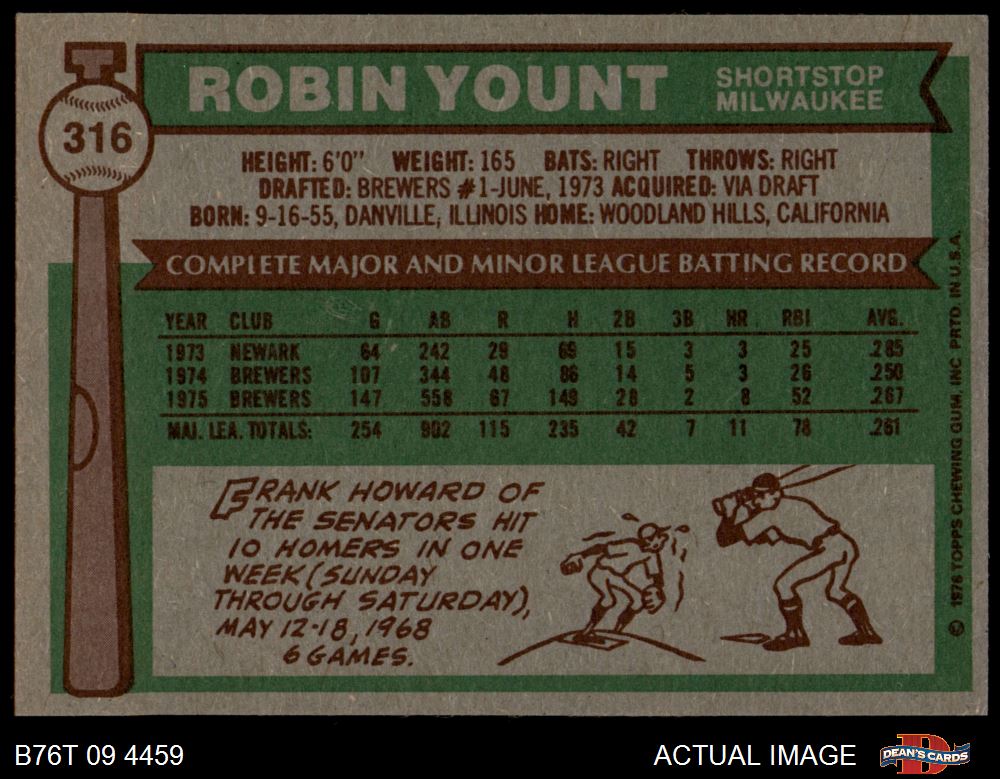 316
ROBIN YOUNT
SHORTSTOP
MILWAUKEE
HEIGHT: 6'0" WEIGHT: 165 BATS: RIGHT THROWS: RIGHT
DRAFTED: BREWERS #1-JUNE, 1973 ACQUIRED: VIA DRAFT
BORN: 9-16-55, DANVILLE, ILLINOIS HOME: WOODLAND HILLS, CALIFORNIA
COMPLETE MAJOR AND MINOR LEAGUE BATTING RECORD
YEAR CLUB G AB R H 2B 3B HR RBI AVG.
1973 NEWARK 64 242 29 69 15 3 3 25 .285
1974 BREWERS 107 344 48 86 14 5 3 26 .250
1975 BREWERS 147 558 67 149 28 2 8 52 .267
MAJ. LEA. TOTALS: 254 902 115 235 42 7 11 78 .261
FRANK HOWARD OF
THE SENATORS HIT
10 HOMERS IN ONE
WEEK (SUNDAY
THROUGH SATURDAY),
MAY 12-18, 1968
6 GAMES.
© 1976 TOPPS CHEWING GUM, INC. PRTD. IN U.S.A.
B76T 09 4459
ACTUAL IMAGE
D
DEAN'S CARDS